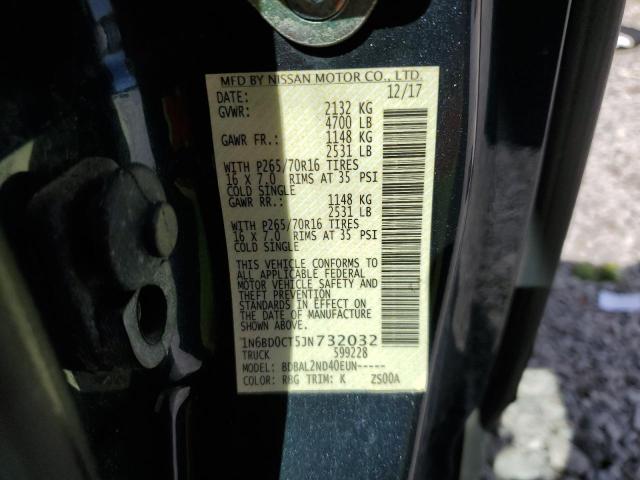 MFD BY NISSAN MOTOR CO., LTD.
DATE: 12/17
GVWR: 2132 KG
4700 LB
GAWR FR.: 1148 KG
2531 LB
WITH P265/70R16 TIRES
16 X 7.0 RIMS AT 35 PSI
COLD SINGLE
GAWR RR.: 1148 KG
2531 LB
WITH P265/70R16 TIRES
16 X 7.0 RIMS AT 35 PSI
COLD SINGLE
THIS VEHICLE CONFORMS TO
ALL APPLICABLE FEDERAL
MOTOR VEHICLE SAFETY AND
THEFT PREVENTION
STANDARDS IN EFFECT ON
THE DATE OF MANUFACTURE
SHOWN ABOVE.
1N6BD0CT5JN732032
TRUCK 599228
MODEL: BDBAL2ND40EUN-----
COLOR: RBG TRIM: K ZS00A